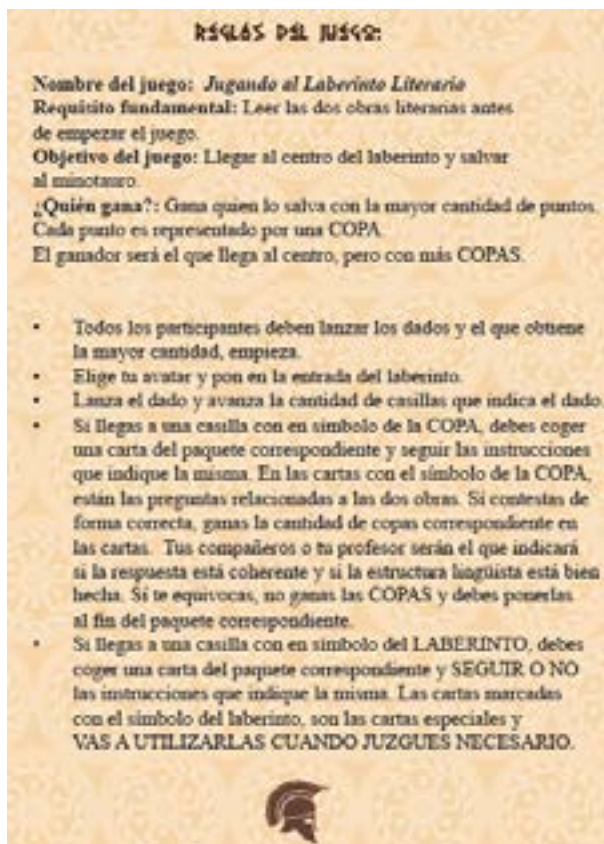 REGLAS DEL JUEGO:
Nombre del juego: Jugando al Laberinto Literario
Requisito fundamental: Leer las dos obras literarias antes
de empezar el juego.
Objetivo del juego: Llegar al centro del laberinto y salvar
al minotauro.
¿Quién gana?: Gana quien lo salva con la mayor cantidad de puntos.
Cada punto es representado por una COPA.
El ganador será el que llega al centro, pero con más COPAS.
• Todos los participantes deben lanzar los dados y el que obtiene
la mayor cantidad, empieza.
• Elige tu avatar y pon en la entrada del laberinto.
• Lanza el dado y avanza la cantidad de casillas que indica el dado.
• Si llegas a una casilla con en símbolo de la COPA, debes coger
una carta del paquete correspondiente y seguir las instrucciones
que indique la misma. En las cartas con el símbolo de la COPA,
están las preguntas relacionadas a las dos obras. Si contestas de
forma correcta, ganas la cantidad de copas correspondiente en
las cartas. Tus compañeros o tu profesor serán el que indicará
si la respuesta está coherente y si la estructura lingüista está bien
hecha. Si te equivocas, no ganas las COPAS y debes ponerlas
al fin del paquete correspondiente.
• Si llegas a una casilla con en símbolo del LABERINTO, debes
coger una carta del paquete correspondiente y SEGUIR O NO
las instrucciones que indique la misma. Las cartas marcadas
con el símbolo del laberinto, son las cartas especiales y
VAS A UTILIZARLAS CUANDO JUZGUES NECESARIO.